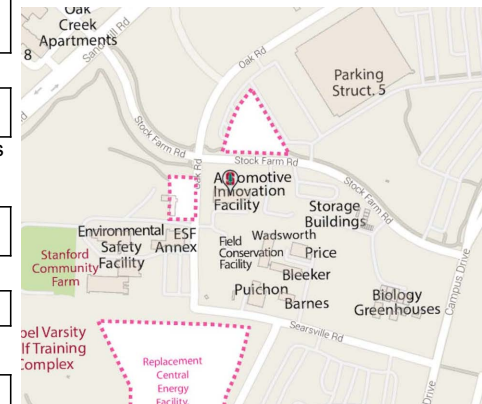 Oak
Creek
Apartments
8
Sand Hill Rd
Oak Rd
Parking
Struct. 5
Stock Farm Rd
Stock Farm Rd
Stock Farm Rd
Oak Rd
Automotive
Innovation
Facility
Storage
Buildings
Environmental
Safety
Facility
ESF
Annex
Field
Conservation
Facility
Wadsworth
Price
Bleeker
Puichon
Barnes
Stanford
Community
Farm
Biology
Greenhouses
Campus Drive
Searsville Rd
pel Varsity
lf Training
Complex
Replacement
Central
Energy
Facility,
Drive
s